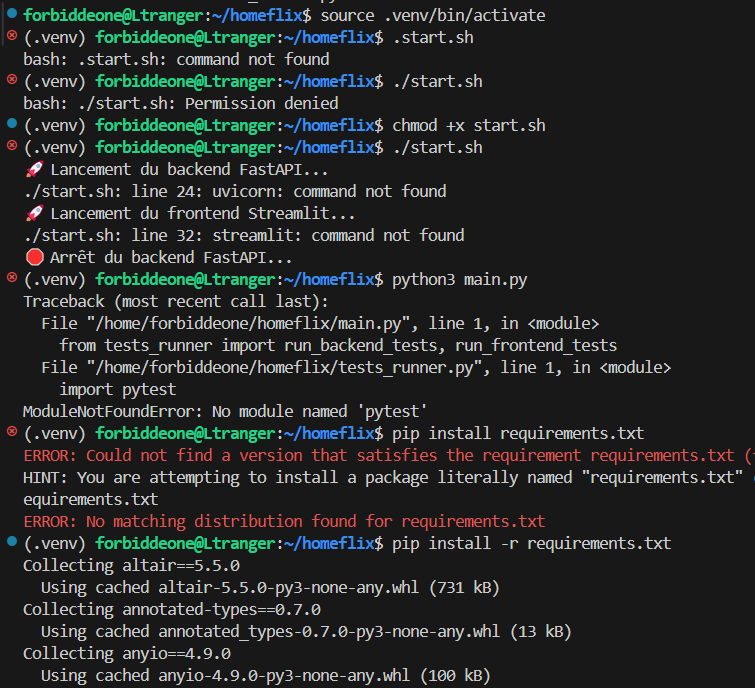 forbiddeone@Ltranger:~/homeflix$ source .venv/bin/activate
(.venv) forbiddeone@Ltranger:~/homeflix$ .start.sh
bash: .start.sh: command not found
(.venv) forbiddeone@Ltranger:~/homeflix$ ./start.sh
bash: ./start.sh: Permission denied
(.venv) forbiddeone@Ltranger:~/homeflix$ chmod +x start.sh
(.venv) forbiddeone@Ltranger:~/homeflix$ ./start.sh
🚀 Lancement du backend FastAPI...
./start.sh: line 24: uvicorn: command not found
🚀 Lancement du frontend Streamlit...
./start.sh: line 32: streamlit: command not found
🛑 Arrêt du backend FastAPI...
(.venv) forbiddeone@Ltranger:~/homeflix$ python3 main.py
Traceback (most recent call last):
  File "/home/forbiddeone/homeflix/main.py", line 1, in <module>
    from tests_runner import run_backend_tests, run_frontend_tests
  File "/home/forbiddeone/homeflix/tests_runner.py", line 1, in <module>
    import pytest
ModuleNotFoundError: No module named 'pytest'
(.venv) forbiddeone@Ltranger:~/homeflix$ pip install requirements.txt
ERROR: Could not find a version that satisfies the requirement requirements.txt (
HINT: You are attempting to install a package literally named "requirements.txt"
equirements.txt
ERROR: No matching distribution found for requirements.txt
(.venv) forbiddeone@Ltranger:~/homeflix$ pip install -r requirements.txt
Collecting altair==5.5.0
  Using cached altair-5.5.0-py3-none-any.whl (731 kB)
Collecting annotated-types==0.7.0
  Using cached annotated_types-0.7.0-py3-none-any.whl (13 kB)
Collecting anyio==4.9.0
  Using cached anyio-4.9.0-py3-none-any.whl (100 kB)